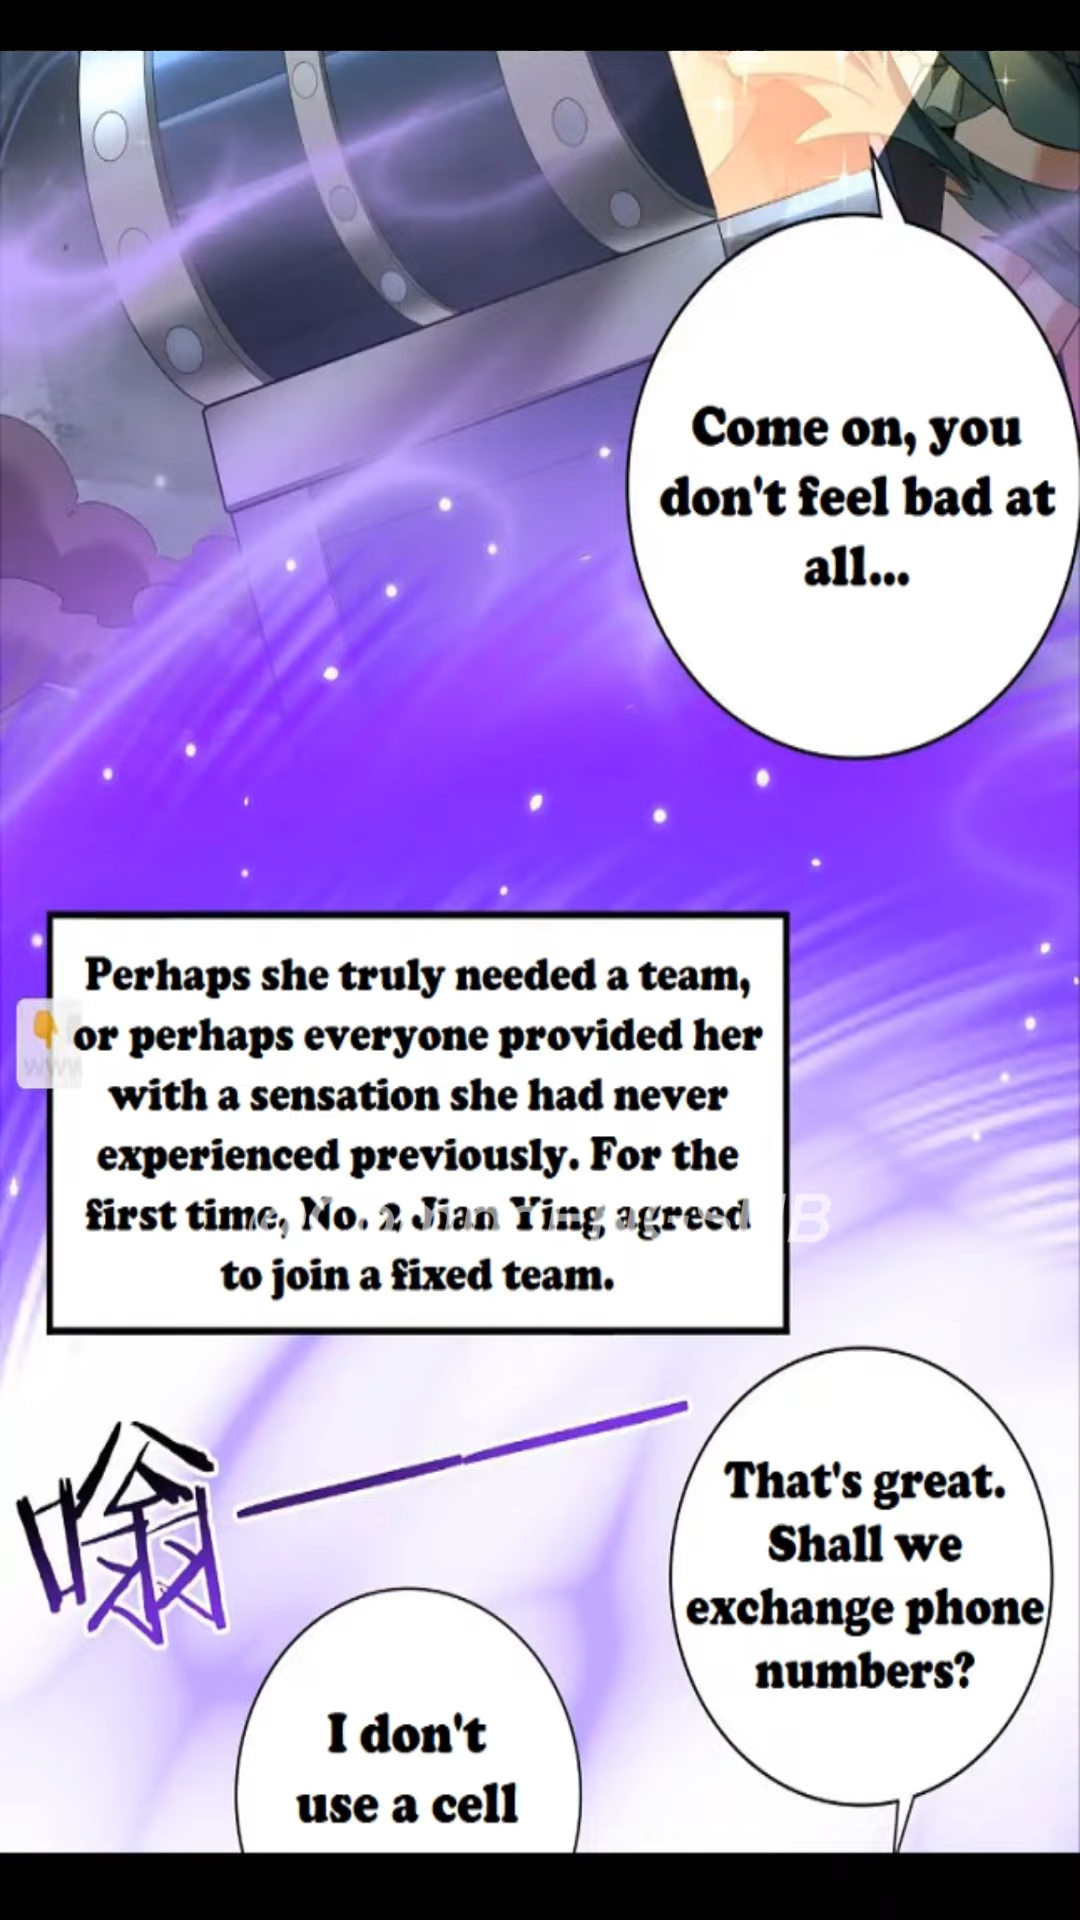 Come on, you
don't feel bad at
all...
Perhaps she truly needed a team,
or perhaps everyone provided her
with a sensation she had never
experienced previously. For the
first time, No. 2 Jian Ying agreed
to join a fixed team.
嗡
That's great.
Shall we
exchange phone
numbers?
I don't
use a cell